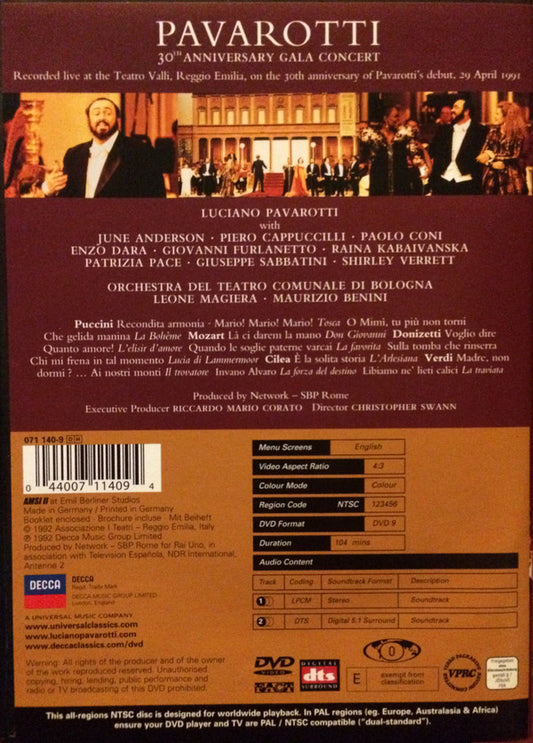 PAVAROTTI
30TH ANNIVERSARY GALA CONCERT
Recorded live at the Teatro Valli, Reggio Emilia, on the 30th anniversary of Pavarotti's debut, 29 April 1991
LUCIANO PAVAROTTI
with
JUNE ANDERSON · PIERO CAPPUCCILLI · PAOLO CONI
ENZO DARA · GIOVANNI FURLANETTO · RAINA KABAIVANSKA
PATRIZIA PACE · GIUSEPPE SABBATINI · SHIRLEY VERRETT
ORCHESTRA DEL TEATRO COMUNALE DI BOLOGNA
LEONE MAGIERA · MAURIZIO BENINI
Puccini Recondita armonia · Mario! Mario! Mario! Tosca O Mimì, tu più non torni
Che gelida manina La Bohème Mozart Là ci darem la mano Don Giovanni Donizetti Voglio dire
Quanto amore! L'elisir d'amore Quando le soglie paterne varcai La favorita Sulla tomba che rinserra
Chi mi frena in tal momento Lucia di Lammermoor Cilea È la solita storia L'Arlesiana Verdi Madre, non
dormi? ... Ai nostri monti Il trovatore Invano Alvaro La forza del destino Libiamo ne' lieti calici La traviata
Produced by Network – SBP Rome
Executive Producer RICCARDO MARIO CORATO Director CHRISTOPHER SWANN
071 140-9 DH
0 44007 11409 4
AMSI II at Emil Berliner Studios
Made in Germany / Printed in Germany
Booklet enclosed · Brochure incluse · Mit Beiheft
© 1992 Associazione I Teatri – Reggio Emilia, Italy
℗ 1992 Decca Music Group Limited
Produced by Network – SBP Rome for Rai Uno, in
association with Televisión Española, NDR International,
Antenne 2
DECCA
DECCA
Regd. Trade Mark
DECCA MUSIC GROUP LIMITED
London, England
A UNIVERSAL MUSIC COMPANY
www.universalclassics.com
www.lucianopavarotti.com
www.deccaclassics.com/dvd
Warning: All rights of the producer and of the owner
of the work reproduced reserved. Unauthorised
copying, hiring, lending, public performance and
radio or TV broadcasting of this DVD prohibited.
Menu Screens English
Video Aspect Ratio 4:3
Colour Mode Colour
Region Code NTSC 123456
DVD Format DVD 9
Duration 104 mins
Audio Content
Track Coding Soundtrack Format Description
1 LPCM Stereo Soundtrack
2 DTS Digital 5.1 Surround Soundtrack
DVD
VIDEO
DIGITAL
dts
SURROUND
E exempt from
classification
VPRC
This all-regions NTSC disc is designed for worldwide playback. In PAL regions (eg. Europe, Australasia & Africa)
ensure your DVD player and TV are PAL / NTSC compatible ("dual-standard").